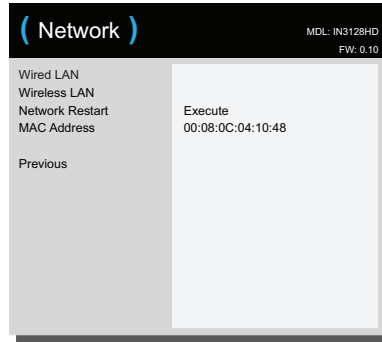 ( Network )
MDL: IN3128HD
FW: 0.10
Wired LAN
Wireless LAN
Network Restart Execute
MAC Address 00:08:0C:04:10:48
Previous